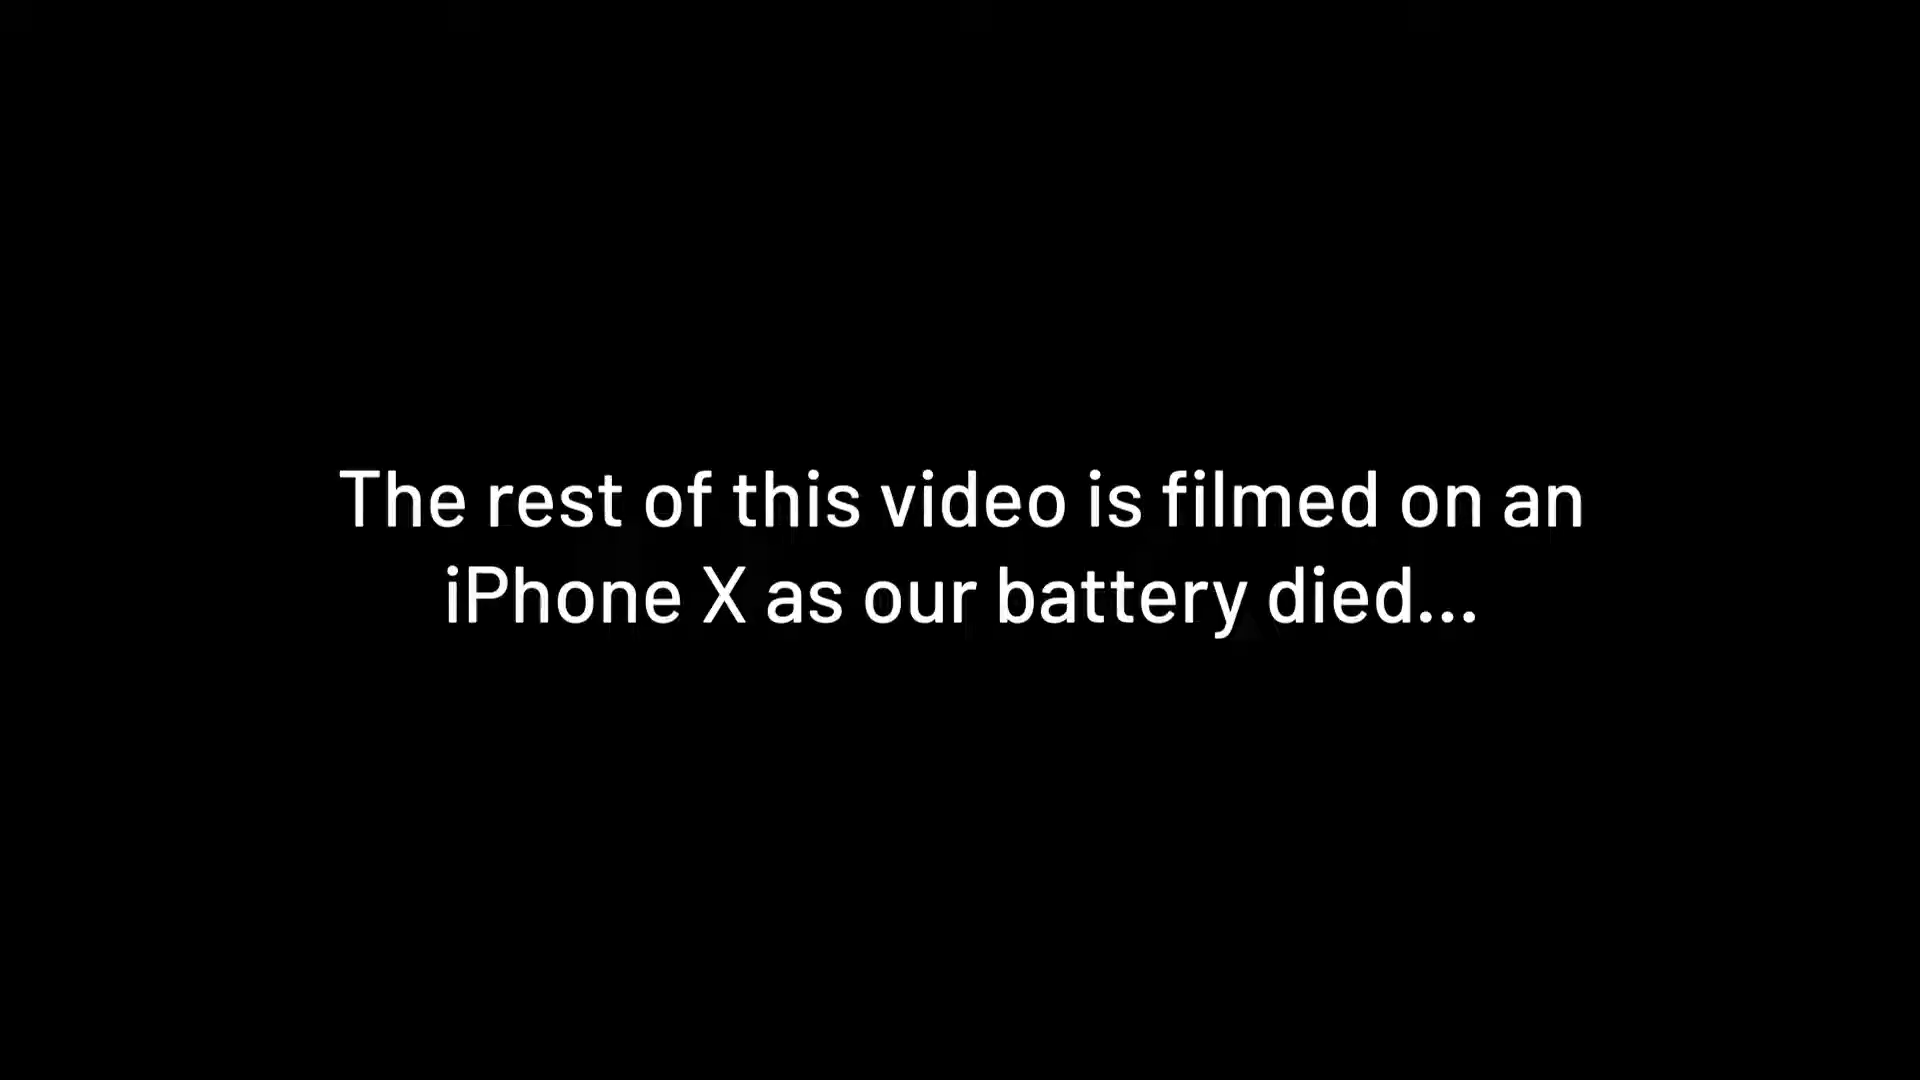 The rest of this video is filmed on an
iPhone X as our battery died...